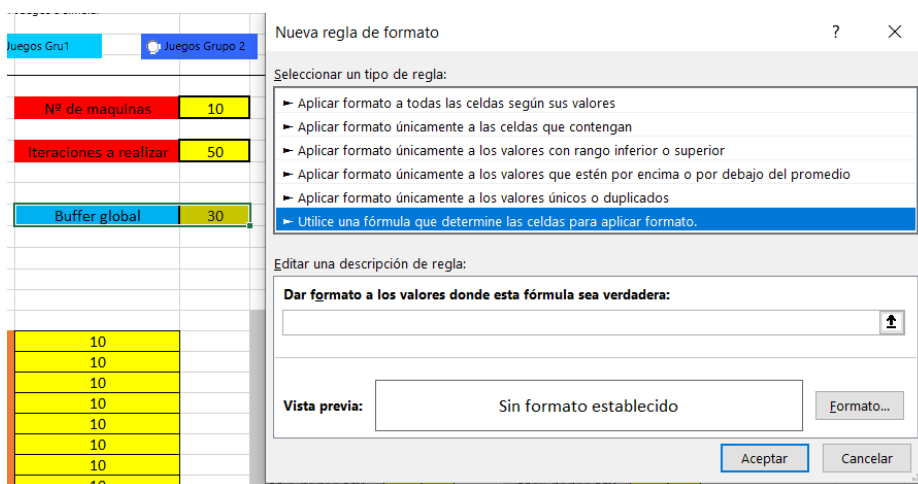 Juegos Gru1
Juegos Grupo 2
Nº de maquinas 10
Iteraciones a realizar 50
Buffer global 30
10
10
10
10
10
10
10
10
Nueva regla de formato ? ×
Seleccionar un tipo de regla:
► Aplicar formato a todas las celdas según sus valores
► Aplicar formato únicamente a las celdas que contengan
► Aplicar formato únicamente a los valores con rango inferior o superior
► Aplicar formato únicamente a los valores que estén por encima o por debajo del promedio
► Aplicar formato únicamente a los valores únicos o duplicados
► Utilice una fórmula que determine las celdas para aplicar formato.
Editar una descripción de regla:
Dar formato a los valores donde esta fórmula sea verdadera:
Vista previa:
Sin formato establecido
Formato...
Aceptar
Cancelar